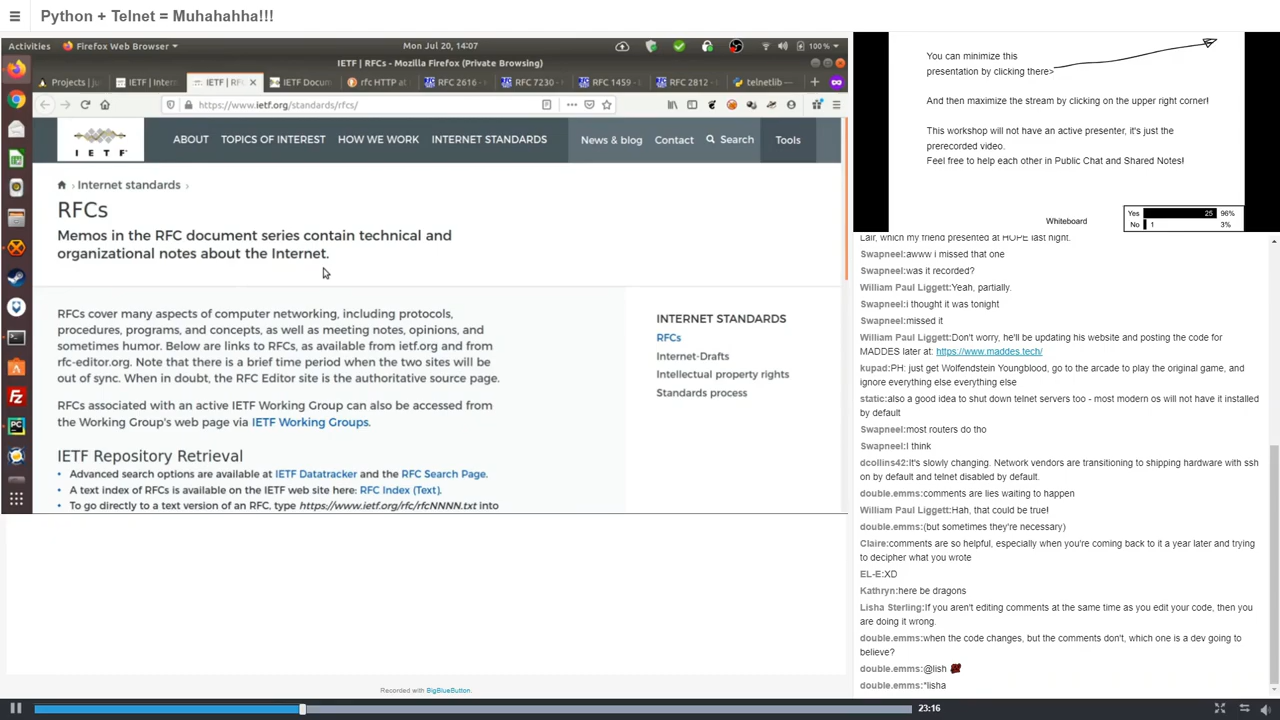 Python + Telnet = Muhahahha!!!
Activities Firefox Web Browser Mon Jul 20, 14:07 100%
IETF | RFCs - Mozilla Firefox (Private Browsing)
Projects | IETF | Intern IETF | RF IETF Docum rfc HTTP at RFC 2616 - RFC 7230 - RFC 1459 - RFC 2812 - telnetlib —
https://www.ietf.org/standards/rfcs/
I E T F
ABOUT TOPICS OF INTEREST HOW WE WORK INTERNET STANDARDS News & blog Contact Search Tools
Internet standards
RFCs
Memos in the RFC document series contain technical and
organizational notes about the Internet.
RFCs cover many aspects of computer networking, including protocols,
procedures, programs, and concepts, as well as meeting notes, opinions, and
sometimes humor. Below are links to RFCs, as available from ietf.org and from
rfc-editor.org. Note that there is a brief time period when the two sites will be
out of sync. When in doubt, the RFC Editor site is the authoritative source page.
RFCs associated with an active IETF Working Group can also be accessed from
the Working Group's web page via IETF Working Groups.
IETF Repository Retrieval
• Advanced search options are available at IETF Datatracker and the RFC Search Page.
• A text index of RFCs is available on the IETF web site here: RFC Index (Text).
• To go directly to a text version of an RFC, type https://www.ietf.org/rfc/rfcNNNN.txt into
INTERNET STANDARDS
RFCs
Internet-Drafts
Intellectual property rights
Standards process
Recorded with BigBlueButton.
You can minimize this
presentation by clicking there>
And then maximize the stream by clicking on the upper right corner!
This workshop will not have an active presenter, it's just the
prerecorded video.
Feel free to help each other in Public Chat and Shared Notes!
Whiteboard
Yes 25 96%
No 1 3%
Lair, which my friend presented at HOPE last night.
Swapneel:awww i missed that one
Swapneel:was it recorded?
William Paul Liggett:Yeah, partially.
Swapneel:i thought it was tonight
Swapneel:missed it
William Paul Liggett:Don't worry, he'll be updating his website and posting the code for
MADDES later at: https://www.maddes.tech/
kupad:PH: just get Wolfendstein Youngblood, go to the arcade to play the original game, and
ignore everything else everything else
static:also a good idea to shut down telnet servers too - most modern os will not have it installed
by default
Swapneel:most routers do tho
Swapneel:I think
dcollins42:It's slowly changing. Network vendors are transitioning to shipping hardware with ssh
on by default and telnet disabled by default.
double.emms:comments are lies waiting to happen
William Paul Liggett:Hah, that could be true!
double.emms:(but sometimes they're necessary)
Claire:comments are so helpful, especially when you're coming back to it a year later and trying
to decipher what you wrote
EL-E:XD
Kathryn:here be dragons
Lisha Sterling:If you aren't editing comments at the same time as you edit your code, then you
are doing it wrong.
double.emms:when the code changes, but the comments don't, which one is a dev going to
believe?
double.emms:@lish
double.emms:*lisha
23:16